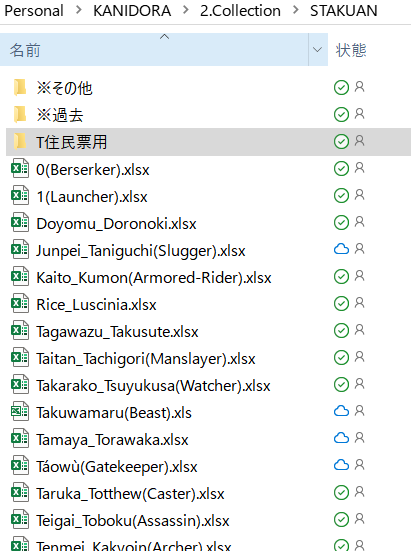 Personal > KANIDORA > 2.Collection > STAKUAN
名前 状態
※その他
※過去
T住民票用
0(Berserker).xlsx
1(Launcher).xlsx
Doyomu_Doronoki.xlsx
Junpei_Taniguchi(Slugger).xlsx
Kaito_Kumon(Armored-Rider).xlsx
Rice_Luscinia.xlsx
Tagawazu_Takusute.xlsx
Taitan_Tachigori(Manslayer).xlsx
Takarako_Tsuyukusa(Watcher).xlsx
Takuwamaru(Beast).xls
Tamaya_Torawaka.xlsx
Táowù(Gatekeeper).xlsx
Taruka_Totthew(Caster).xlsx
Teigai_Toboku(Assassin).xlsx
Tenmei_Kakyoin(Archer).xlsx